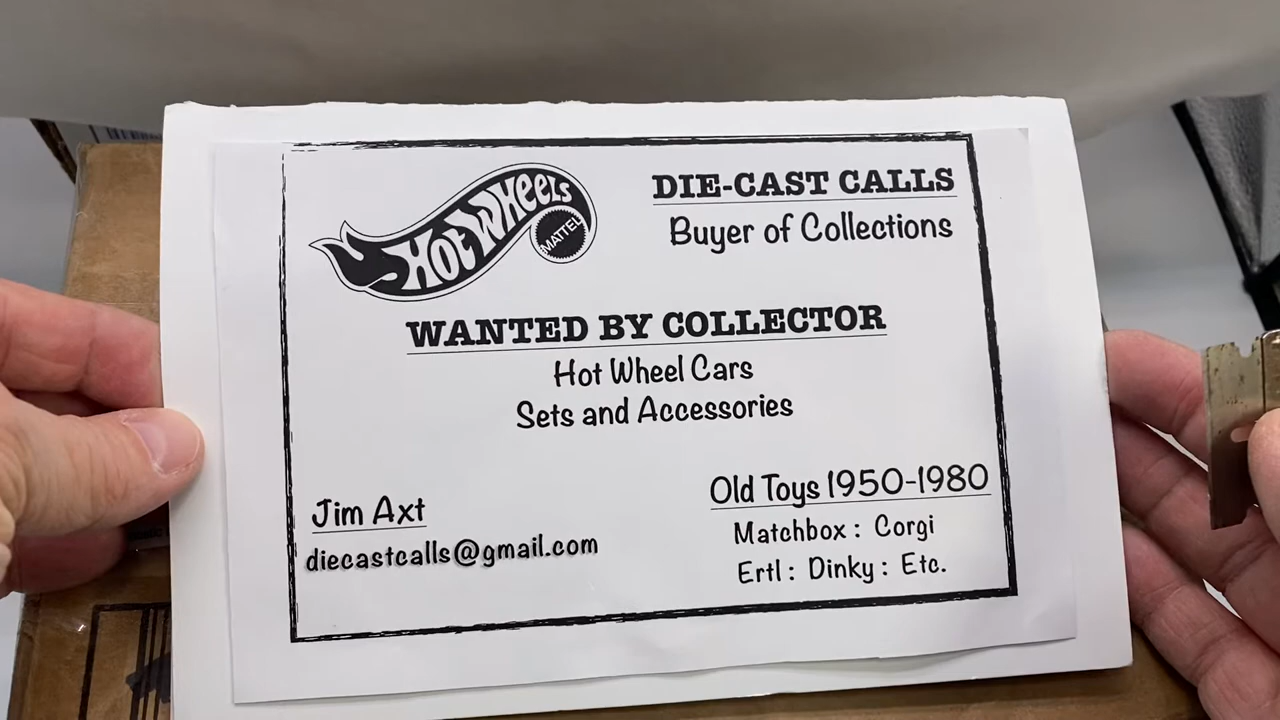 Hot Wheels
MATTEL
DIE-CAST CALLS
Buyer of Collections
WANTED BY COLLECTOR
Hot Wheel Cars
Sets and Accessories
Jim Axt
diecastcalls@gmail.com
Old Toys 1950-1980
Matchbox : Corgi
Ertl : Dinky : Etc.